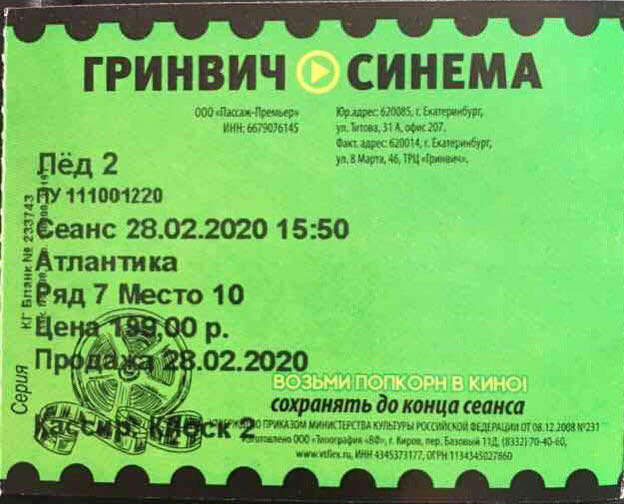 ГРИНВИЧ СИНЕМА
ООО «Пассаж-Премьер»
ИНН: 6679076145
Юр.адрес: 620085, г. Екатеринбург,
ул. Титова, 31 А, офис 207.
Факт. адрес: 620014, г. Екатеринбург,
ул. 8 Марта, 46, ТРЦ «Гринвич».
Лёд 2
ПУ 111001220
Сеанс 28.02.2020 15:50
Атлантика
Ряд 7 Место 10
Цена 199.00 р.
Продажа 28.02.2020
Кассир: Киоск 2
Серия
КГ Бланк № 233743
ВОЗЬМИ ПОПКОРН В КИНО!
сохранять до конца сеанса
ПРИКАЗОМ МИНИСТЕРСТВА КУЛЬТУРЫ РОССИЙСКОЙ ФЕДЕРАЦИИ ОТ 08.12.2008 №231
Изготовлено ООО «Типография «ВФ», г. Киров, пер. Базовый 11Д, (8332) 70-40-60,
ИНН 4345373177, ОГРН 1134345027860